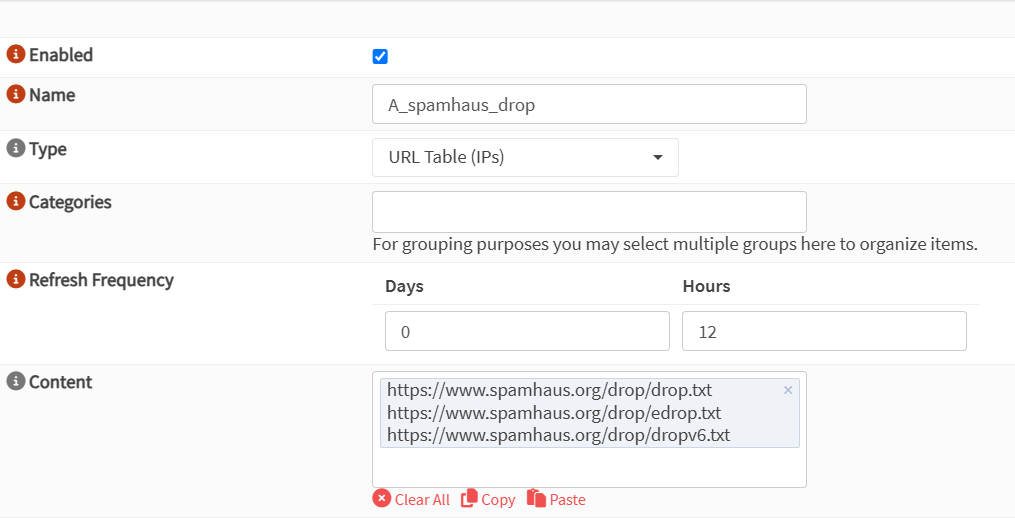 Enabled
Name
A_spamhaus_drop
Type
URL Table (IPs)
Categories
For grouping purposes you may select multiple groups here to organize items.
Refresh Frequency
Days Hours
0 12
Content
https://www.spamhaus.org/drop/drop.txt ×
https://www.spamhaus.org/drop/edrop.txt
https://www.spamhaus.org/drop/dropv6.txt
Clear All Copy Paste